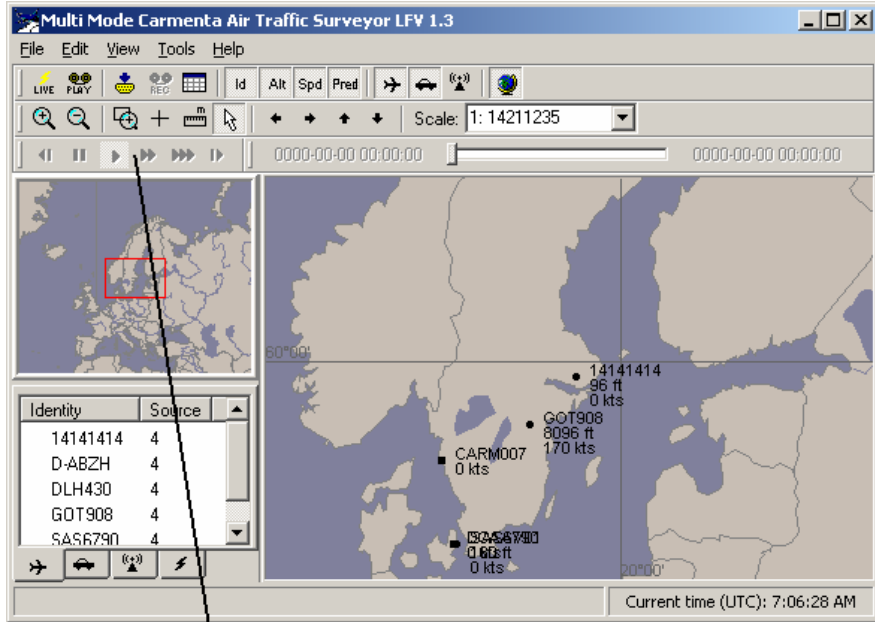 Multi Mode Carmenta Air Traffic Surveyor LFV 1.3
File Edit View Tools Help
LIVE PLAY REC Id Alt Spd Pred
Scale: 1: 14211235
0000-00-00 00:00:00 0000-00-00 00:00:00
60°00'
14141414
96 ft
0 kts
GOT908
8096 ft
170 kts
CARM007
0 kts
0 kts
20°00'
Identity Source
14141414 4
D-ABZH 4
DLH430 4
GOT908 4
SAS6790 4
Current time (UTC): 7:06:28 AM